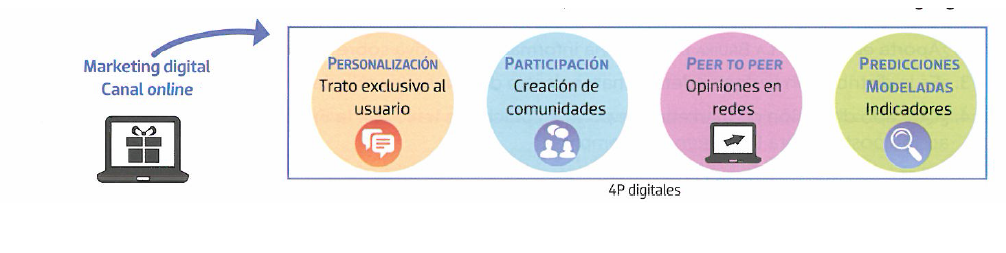 Marketing digital
Canal online
PERSONALIZACIÓN
Trato exclusivo al
usuario
PARTICIPACIÓN
Creación de
comunidades
PEER TO PEER
Opiniones en
redes
PREDICCIONES
MODELADAS
Indicadores
4P digitales